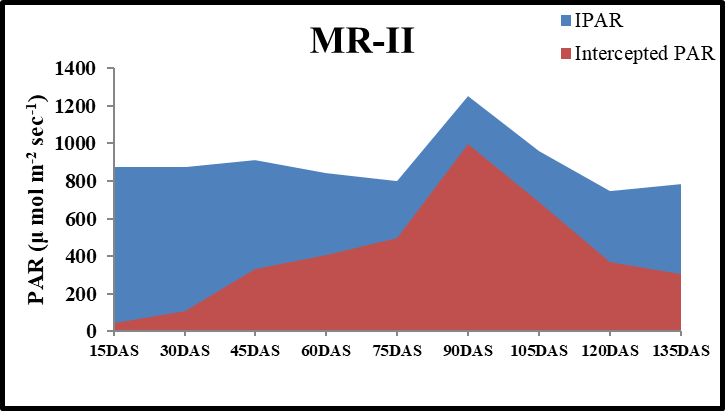 MR-II
IPAR
Intercepted PAR
PAR (µ mol m⁻² sec⁻¹)
1400
1200
1000
800
600
400
200
0
15DAS 30DAS 45DAS 60DAS 75DAS 90DAS 105DAS 120DAS 135DAS